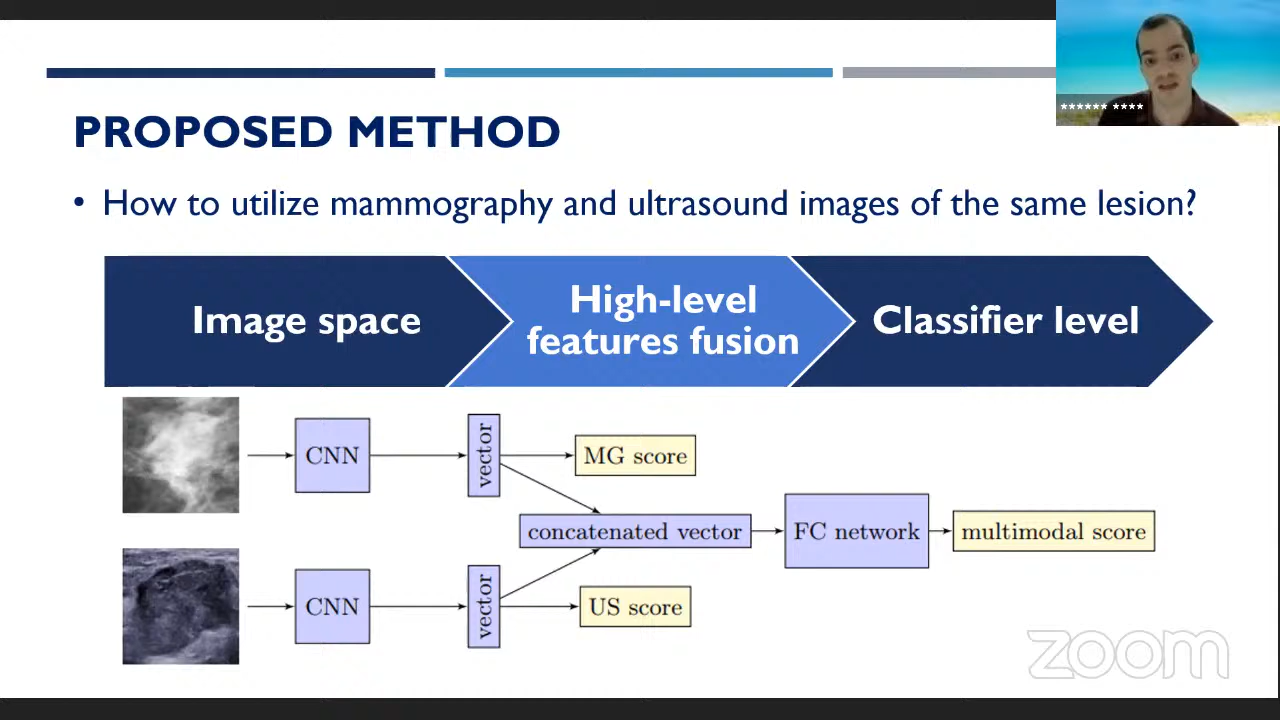 ****** ****
PROPOSED METHOD
• How to utilize mammography and ultrasound images of the same lesion?
Image space
High-level
features fusion
Classifier level
CNN
vector
MG score
concatenated vector
FC network
multimodal score
CNN
vector
US score
zoom